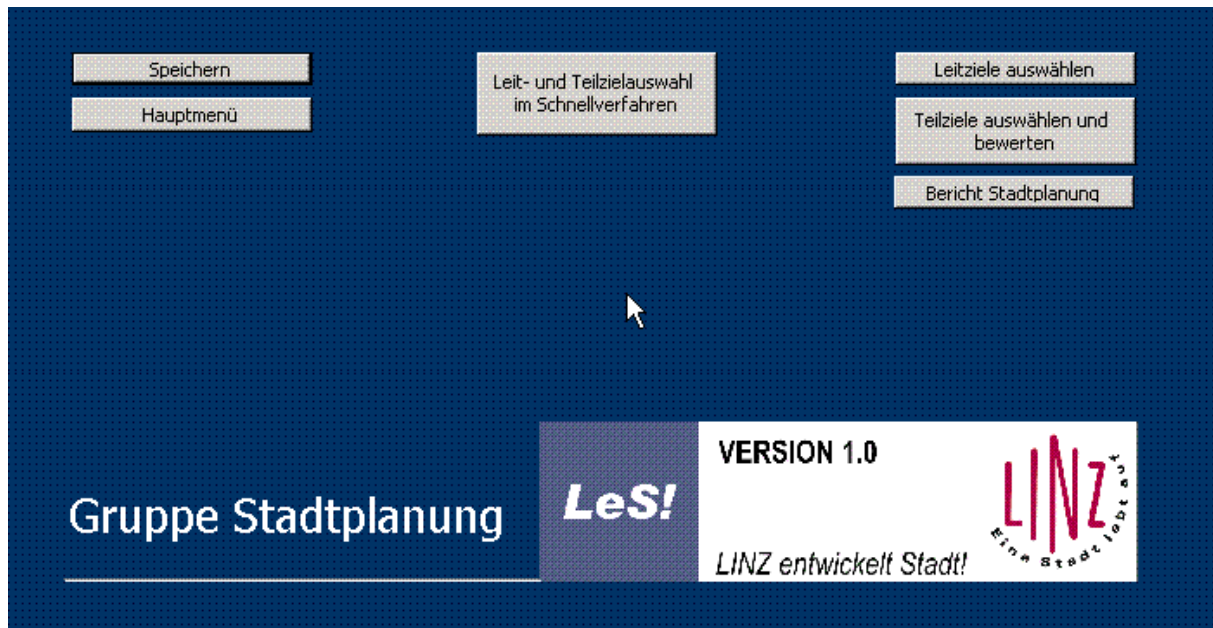 Speichern
Hauptmenü
Leit- und Teilzielauswahl
im Schnellverfahren
Leitziele auswählen
Teilziele auswählen und
bewerten
Bericht Stadtplanung
Gruppe Stadtplanung
LeS!
VERSION 1.0
LINZ entwickelt Stadt!
LINZ
Eine Stadt lebt auf